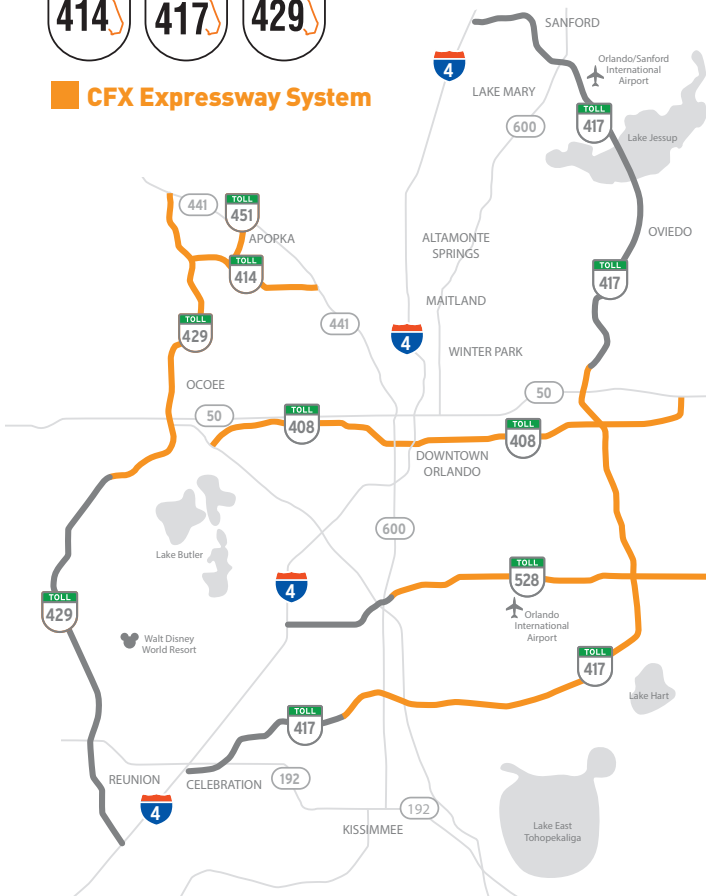 414
417
429
CFX Expressway System
SANFORD
4
Orlando/Sanford
International
Airport
LAKE MARY
600
TOLL
417
Lake Jessup
441
TOLL
451
APOPKA
OVIEDO
ALTAMONTE
SPRINGS
TOLL
414
TOLL
417
MAITLAND
TOLL
429
441
4
WINTER PARK
OCOEE
50
50
TOLL
408
TOLL
408
DOWNTOWN
ORLANDO
600
Lake Butler
4
TOLL
528
TOLL
429
Orlando
International
Airport
Walt Disney
World Resort
TOLL
417
Lake Hart
TOLL
417
REUNION
CELEBRATION
192
4
192
KISSIMMEE
Lake East
Tohopekaliga